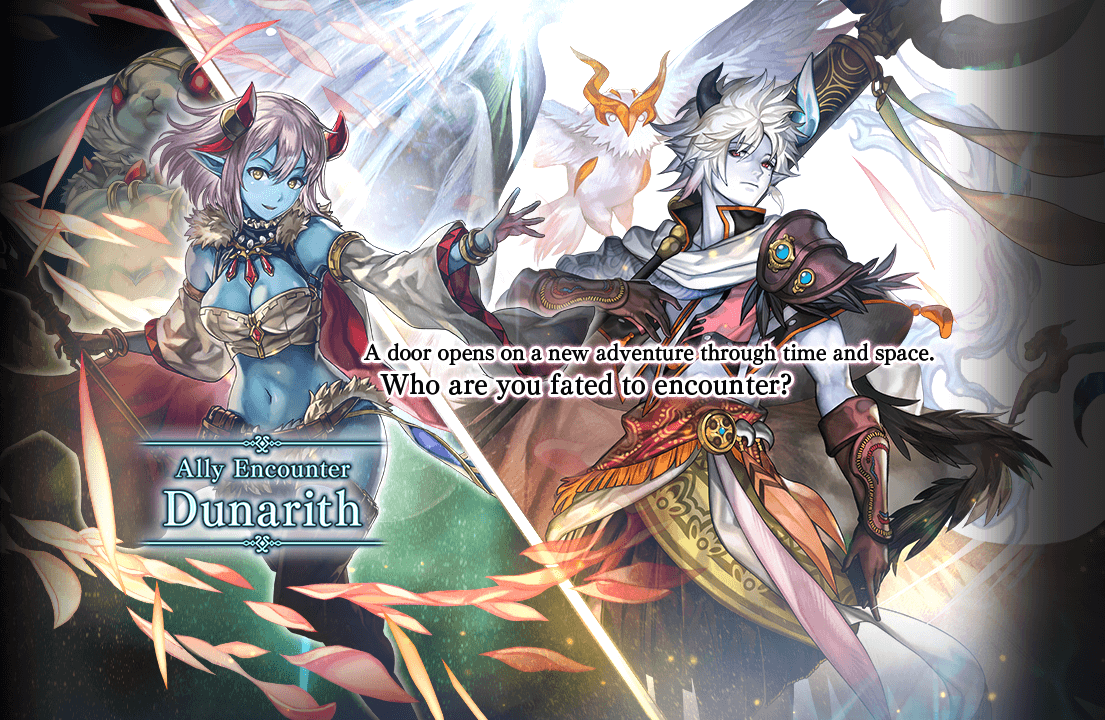 A door opens on a new adventure through time and space.
Who are you fated to encounter?
Ally Encounter
Dunarith